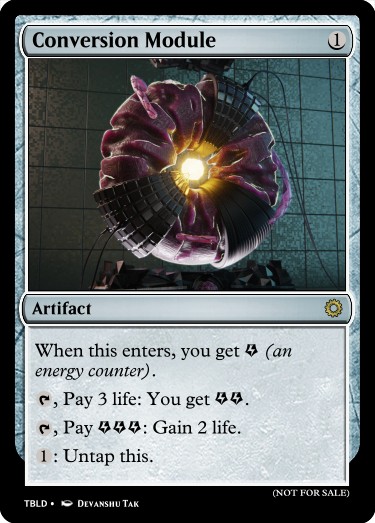 Conversion Module 1
Artifact
When this enters, you get (an
energy counter).
, Pay 3 life: You get .
, Pay : Gain 2 life.
1 : Untap this.
(NOT FOR SALE)
TBLD • Devanshu Tak